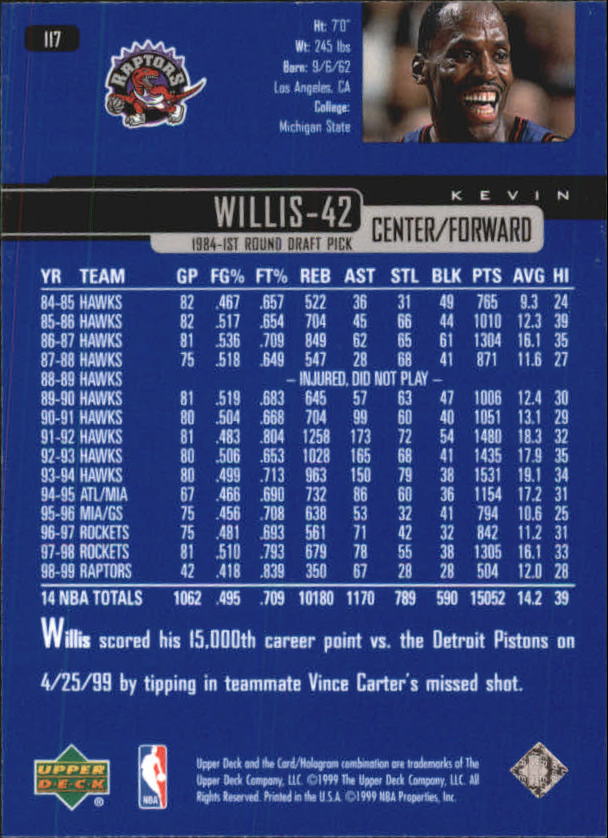 117
RAPTORS
Ht: 7'0"
Wt: 245 lbs
Born: 9/6/62
Los Angeles, CA
College:
Michigan State
KEVIN
WILLIS-42
CENTER/FORWARD
1984-1ST ROUND DRAFT PICK
YR TEAM GP FG% FT% REB AST STL BLK PTS AVG HI
84-85 HAWKS 82 .467 .657 522 36 31 49 765 9.3 24
85-86 HAWKS 82 .517 .654 704 45 66 44 1010 12.3 39
86-87 HAWKS 81 .536 .709 849 62 65 61 1304 16.1 35
87-88 HAWKS 75 .518 .649 547 28 68 41 871 11.6 27
88-89 HAWKS – INJURED, DID NOT PLAY –
89-90 HAWKS 81 .519 .683 645 57 63 47 1006 12.4 30
90-91 HAWKS 80 .504 .668 704 99 60 40 1051 13.1 29
91-92 HAWKS 81 .483 .804 1258 173 72 54 1480 18.3 32
92-93 HAWKS 80 .506 .653 1028 165 68 41 1435 17.9 35
93-94 HAWKS 80 .499 .713 963 150 79 38 1531 19.1 34
94-95 ATL/MIA 67 .466 .690 732 86 60 36 1154 17.2 31
95-96 MIA/GS 75 .456 .708 638 53 32 41 794 10.6 25
96-97 ROCKETS 75 .481 .693 561 71 42 32 842 11.2 31
97-98 ROCKETS 81 .510 .793 679 78 55 38 1305 16.1 33
98-99 RAPTORS 42 .418 .839 350 67 28 28 504 12.0 28
14 NBA TOTALS 1062 .495 .709 10180 1170 789 590 15052 14.2 39
Willis scored his 15,000th career point vs. the Detroit Pistons on
4/25/99 by tipping in teammate Vince Carter's missed shot.
UPPER
DECK
®
NBA
Upper Deck and the Card/Hologram combination are trademarks of The
Upper Deck Company, LLC. ©1999 The Upper Deck Company, LLC. All
Rights Reserved. Printed in the U.S.A. ©1999 NBA Properties, Inc.